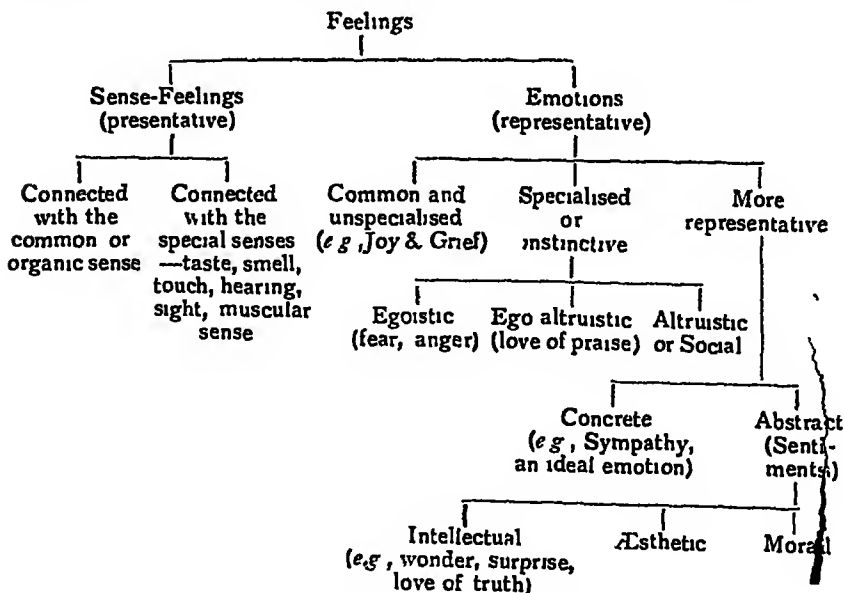 Feelings
Sense-Feelings
(presentative)
Emotions
(representative)
Connected
with the
common or
organic sense
Connected
with the
special senses
—taste, smell,
touch, hearing,
sight, muscular
sense
Common and
unspecialised
(e g, Joy & Grief)
Specialised
or
instinctive
More
representative
Egoistic
(fear, anger)
Ego altruistic
(love of praise)
Altruistic
or Social
Concrete
(e g, Sympathy,
an ideal emotion)
Abstract
(Senti-
ments)
Intellectual
(e.g, wonder, surprise,
love of truth)
Æsthetic
Moral